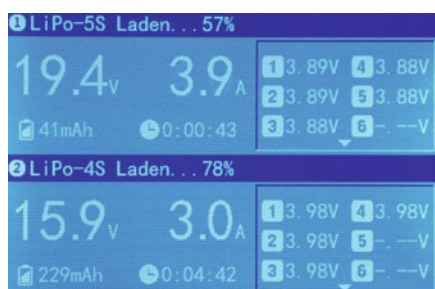 1 LiPo-5S Laden...57%
19.4V 3.9A
1 3.89V 4 3.88V
2 3.89V 5 3.88V
3 3.88V 6 -.--V
41mAh 0:00:43
2 LiPo-4S Laden...78%
15.9V 3.0A
1 3.98V 4 3.98V
2 3.98V 5 -.--V
3 3.98V 6 -.--V
229mAh 0:04:42